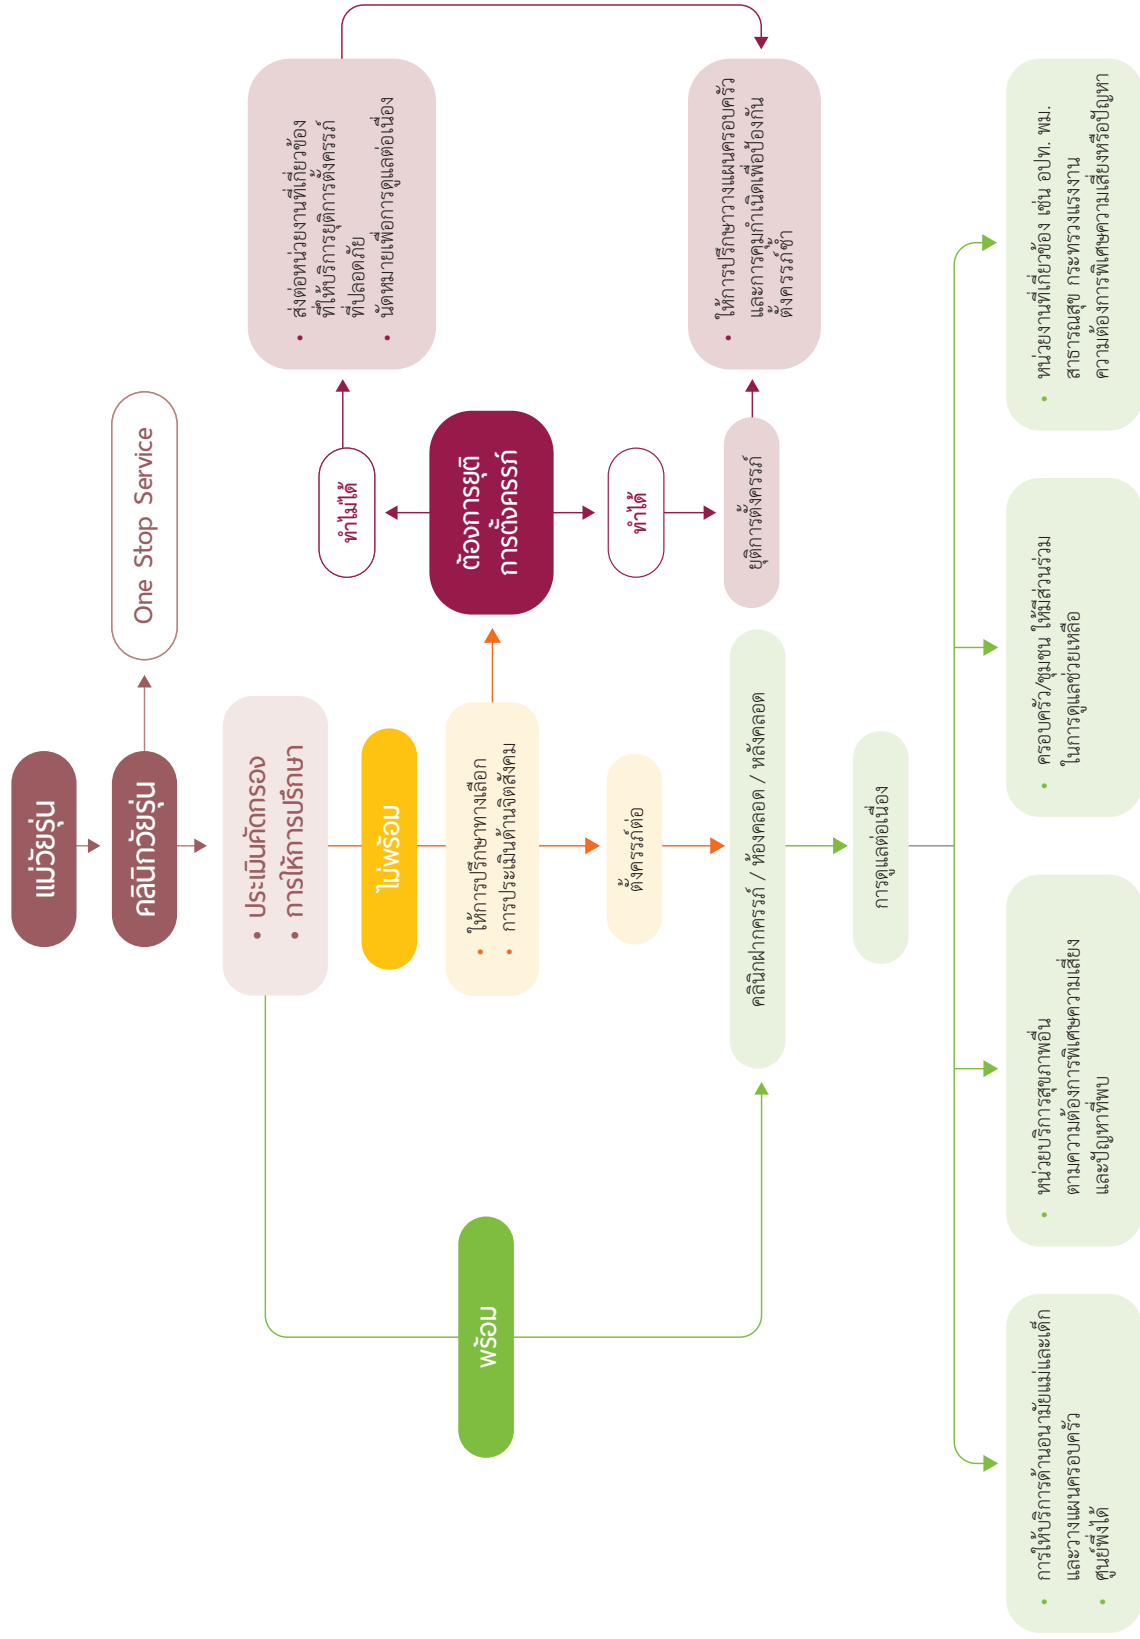 แม่วัยรุ่น
คลินิกวัยรุ่น
One Stop Service
• ประเมินคัดกรอง
• การให้การปรึกษา
พร้อม
ไม่พร้อม
• ให้การปรึกษาทางเลือก
• การประเมินด้านจิตสังคม
ต้องการยุติ
การตั้งครรภ์
ทำไม่ได้
• ส่งต่อหน่วยงานที่เกี่ยวข้อง
ที่ให้บริการยุติการตั้งครรภ์
ที่ปลอดภัย
• นัดหมายเพื่อการดูแลต่อเนื่อง
ทำได้
ยุติการตั้งครรภ์
• ให้การปรึกษาวางแผนครอบครัว
และการคุมกำเนิดเพื่อป้องกัน
ตั้งครรภ์ซ้ำ
ตั้งครรภ์ต่อ
คลินิกฝากครรภ์ / ห้องคลอด / หลังคลอด
การดูแลต่อเนื่อง
• การให้บริการด้านอนามัยแม่และเด็ก
และวางแผนครอบครัว
• ศูนย์พึ่งได้
• หน่วยบริการสุขภาพอื่น
ตามความต้องการพิเศษความเสี่ยง
และปัญหาที่พบ
• ครอบครัว/ชุมชน ให้มีส่วนร่วม
ในการดูแลช่วยเหลือ
• หน่วยงานที่เกี่ยวข้อง เช่น อปท. พม.
สาธารณสุข กระทรวงแรงงาน
ความต้องการพิเศษความเสี่ยงหรือปัญหา